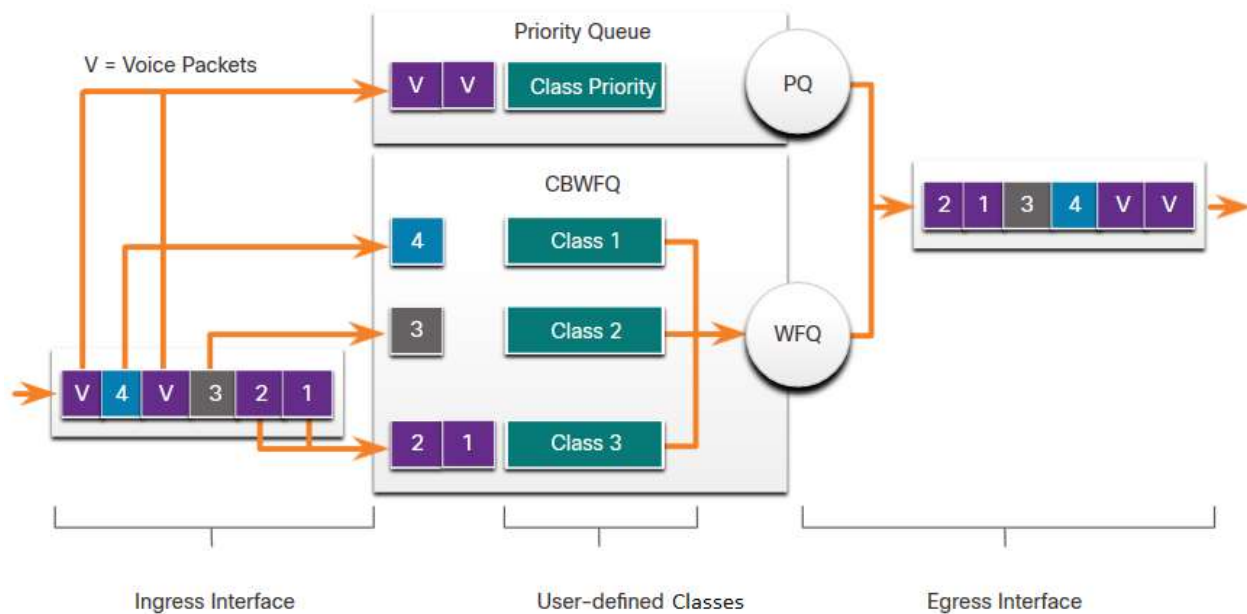 Priority Queue
V = Voice Packets
V V Class Priority PQ
CBWFQ
2 1 3 4 V V
4 Class 1
3 Class 2 WFQ
V 4 V 3 2 1
2 1 Class 3
Ingress Interface User-defined Classes Egress Interface